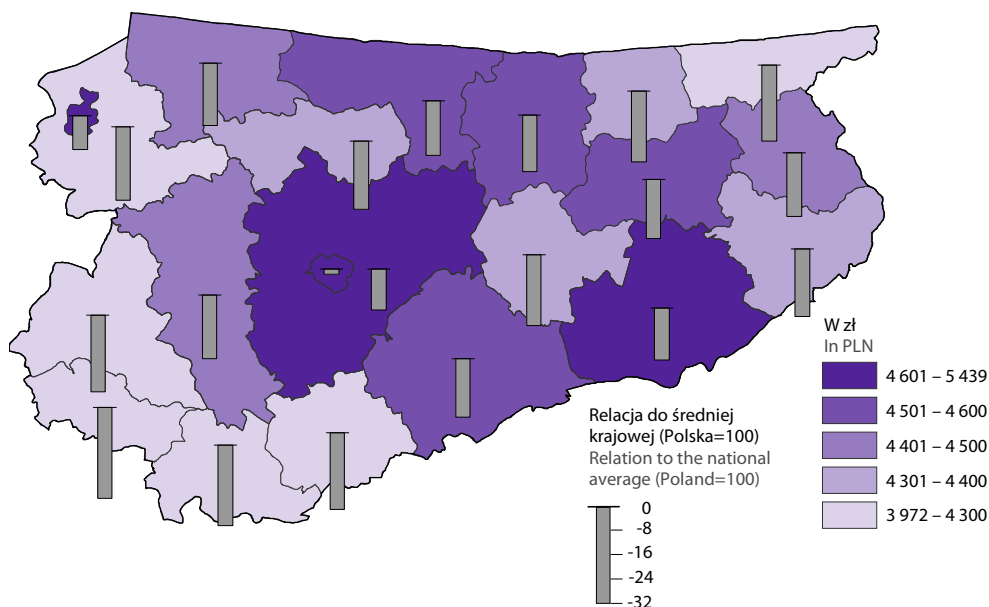 W zł
In PLN
4 601 – 5 439
4 501 – 4 600
4 401 – 4 500
4 301 – 4 400
3 972 – 4 300
Relacja do średniej
krajowej (Polska=100)
Relation to the national
average (Poland=100)
0
-8
-16
-24
-32